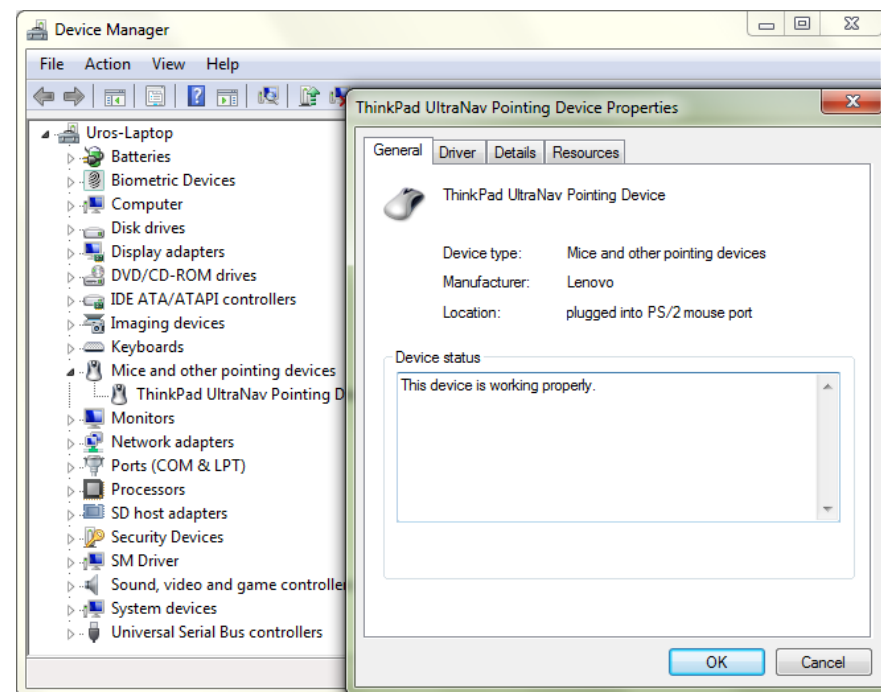 Device Manager
File Action View Help
Uros-Laptop
Batteries
Biometric Devices
Computer
Disk drives
Display adapters
DVD/CD-ROM drives
IDE ATA/ATAPI controllers
Imaging devices
Keyboards
Mice and other pointing devices
ThinkPad UltraNav Pointing D
Monitors
Network adapters
Ports (COM & LPT)
Processors
SD host adapters
Security Devices
SM Driver
Sound, video and game controlle
System devices
Universal Serial Bus controllers
ThinkPad UltraNav Pointing Device Properties
General Driver Details Resources
ThinkPad UltraNav Pointing Device
Device type: Mice and other pointing devices
Manufacturer: Lenovo
Location: plugged into PS/2 mouse port
Device status
This device is working properly.
OK Cancel